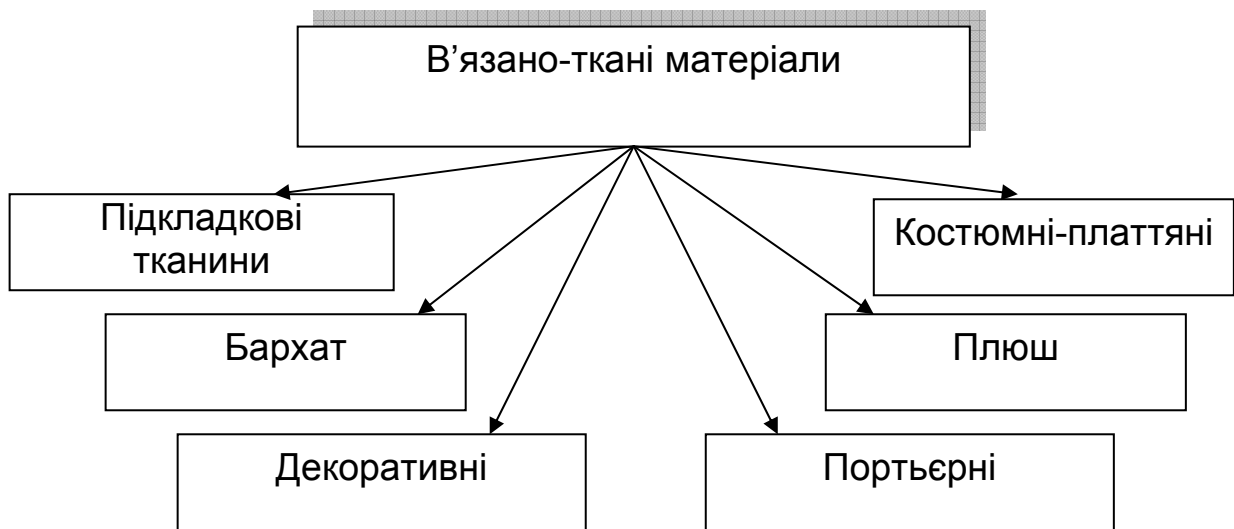 В’язано-ткані матеріали
Підкладкові
тканини
Костюмні-платтяні
Бархат
Плюш
Декоративні
Портьєрні